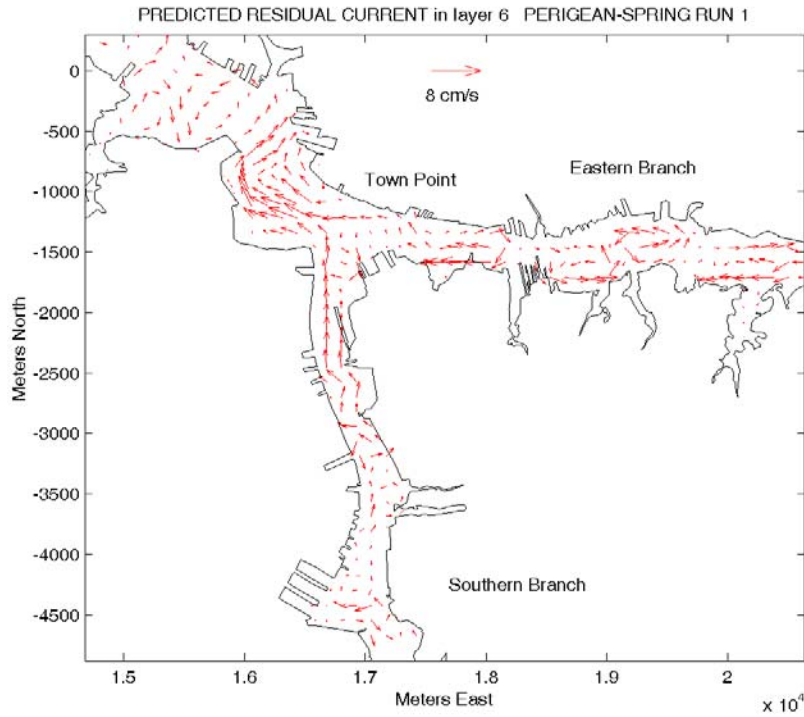 PREDICTED RESIDUAL CURRENT in layer 6 PERIGEAN-SPRING RUN 1
0
8 cm/s
-500
Town Point
Eastern Branch
-1000
-1500
-2000
Meters North
-2500
-3000
-3500
-4000
Southern Branch
-4500
1.5 1.6 1.7 1.8 1.9 2
Meters East
x 10⁴